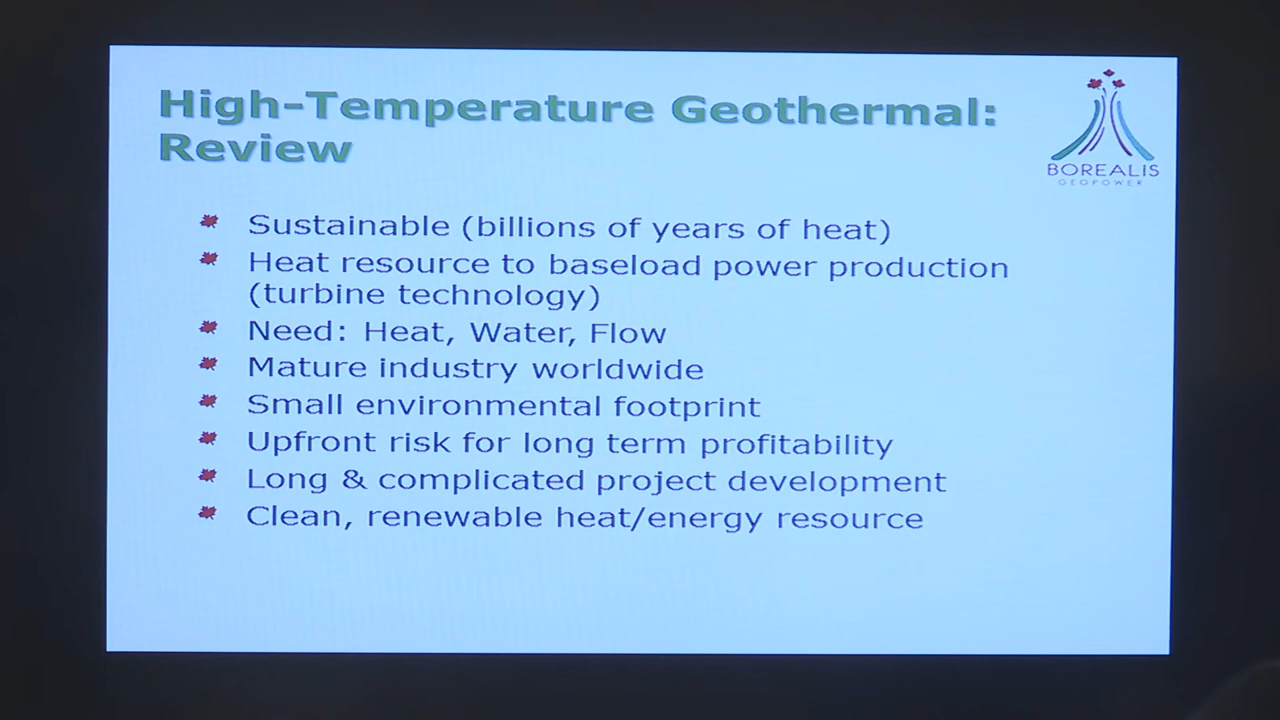 High-Temperature Geothermal:
Review
BOREALIS
GEOPOWER
Sustainable (billions of years of heat)
Heat resource to baseload power production
(turbine technology)
Need: Heat, Water, Flow
Mature industry worldwide
Small environmental footprint
Upfront risk for long term profitability
Long & complicated project development
Clean, renewable heat/energy resource